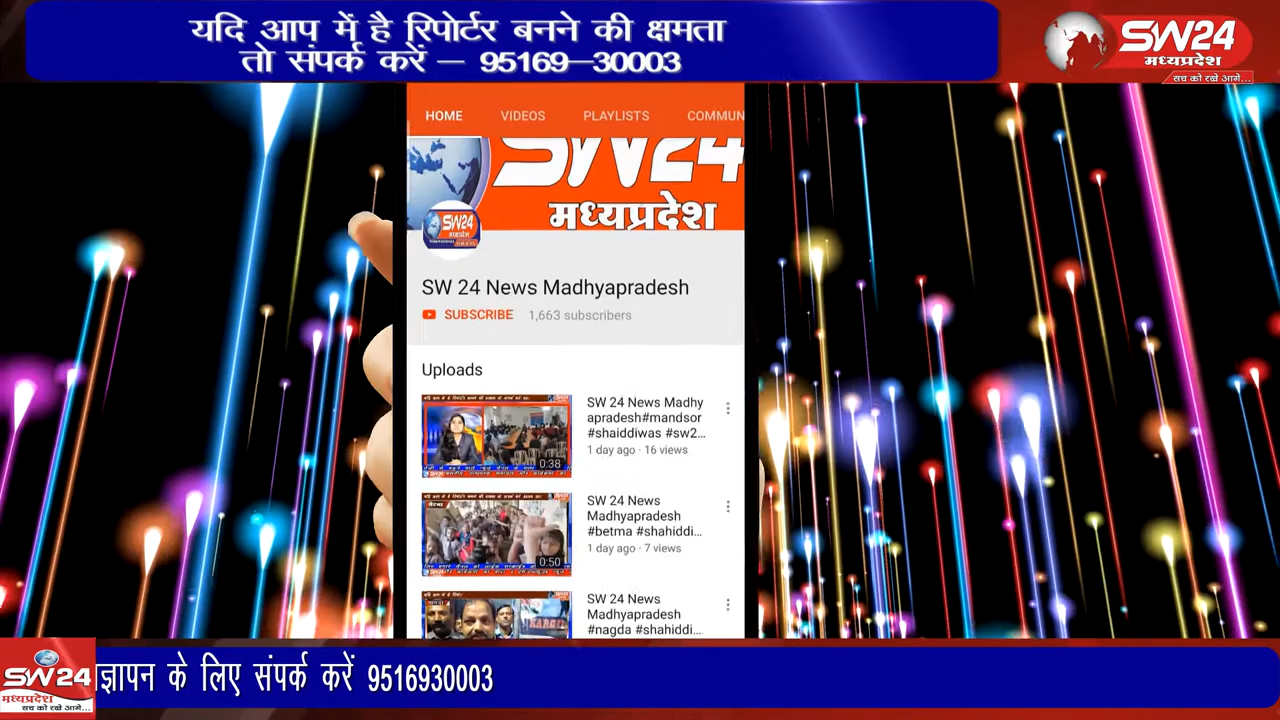 यदि आप में है रिपोर्टर बनने की क्षमता
तो संपर्क करें – 95169–30003
SW24
मध्यप्रदेश
सच को रखे आगे...
HOME VIDEOS PLAYLISTS COMMUN
SW24
मध्यप्रदेश
SW24
SW 24 News Madhyapradesh
SUBSCRIBE 1,663 subscribers
Uploads
SW 24 News Madhy
apradesh#mandsor
#shaiddiwas #sw2...
1 day ago · 16 views
0:38
SW 24 News
Madhyapradesh
#betma #shahiddi...
1 day ago · 7 views
0:50
SW 24 News
Madhyapradesh
#nagda #shahiddi...
SW24
मध्यप्रदेश
सच को रखे आगे...
ज्ञापन के लिए संपर्क करें 9516930003